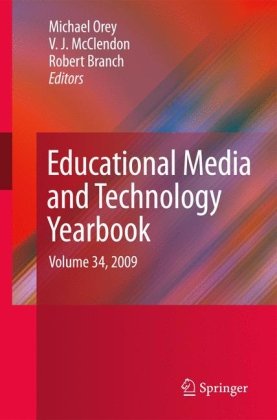 Michael Orey
V. J. McClendon
Robert Branch
Editors
Educational Media
and Technology
Yearbook
Volume 34, 2009
Springer